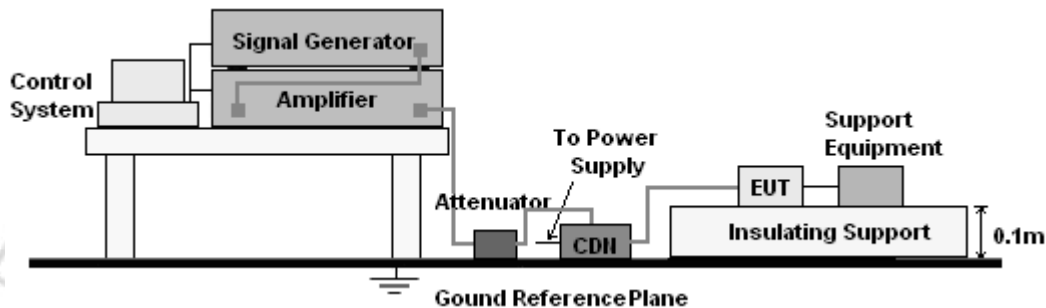 Signal Generator
Control
System
Amplifier
To Power
Supply
Support
Equipment
Attenuator
EUT
CDN
Insulating Support
0.1m
Gound Reference Plane